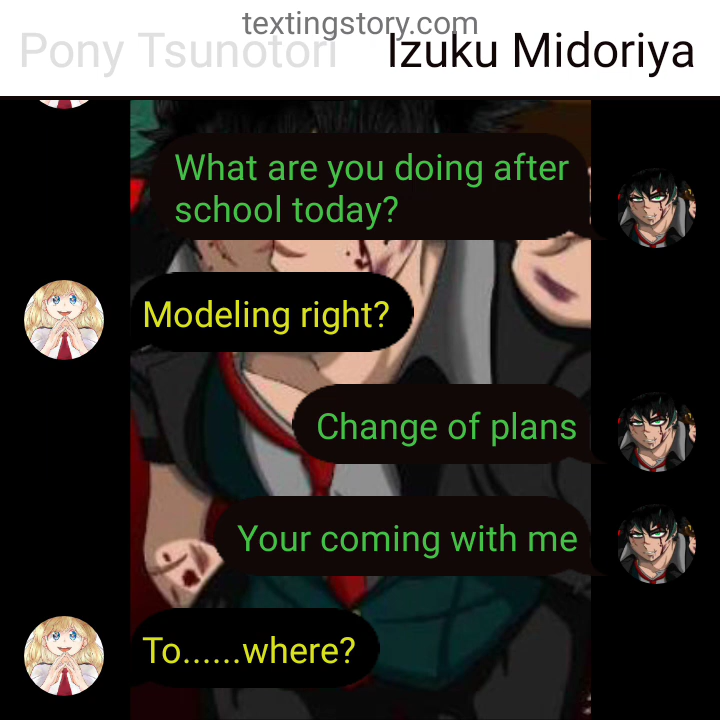 textingstory.com
Pony Tsunotori
Izuku Midoriya
What are you doing after
school today?
Modeling right?
Change of plans
Your coming with me
To......where?